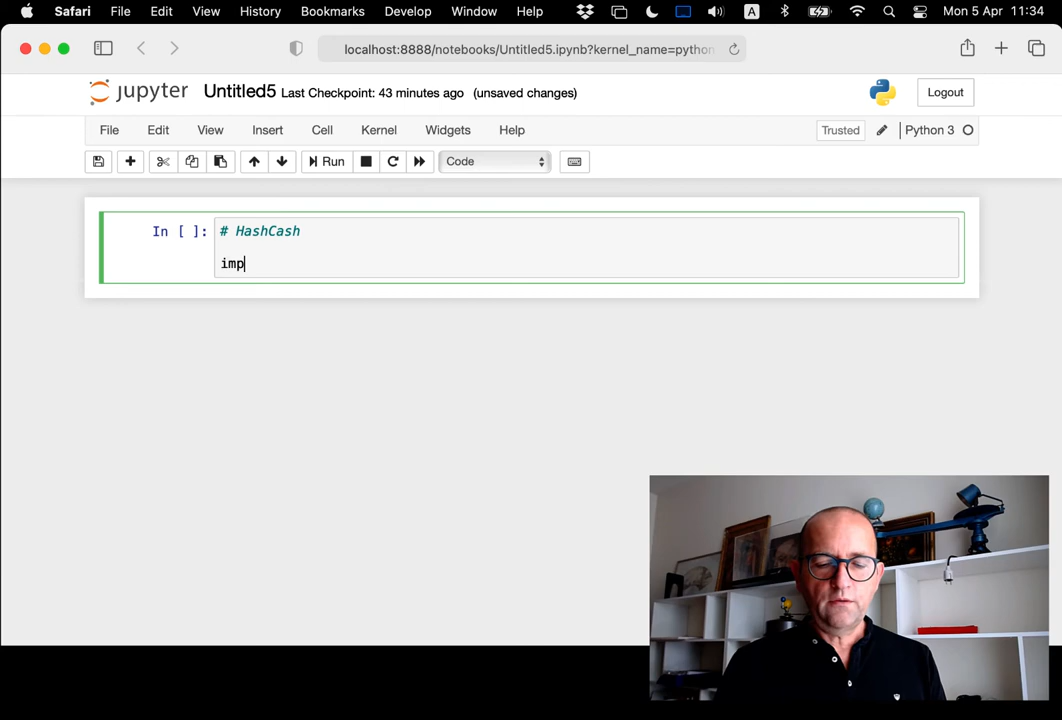 Safari File Edit View History Bookmarks Develop Window Help A Mon 5 Apr 11:34
localhost:8888/notebooks/Untitled5.ipynb?kernel_name=python
jupyter Untitled5 Last Checkpoint: 43 minutes ago (unsaved changes) Logout
File Edit View Insert Cell Kernel Widgets Help Trusted Python 3
Run Code
In [ ]: # HashCash
imp